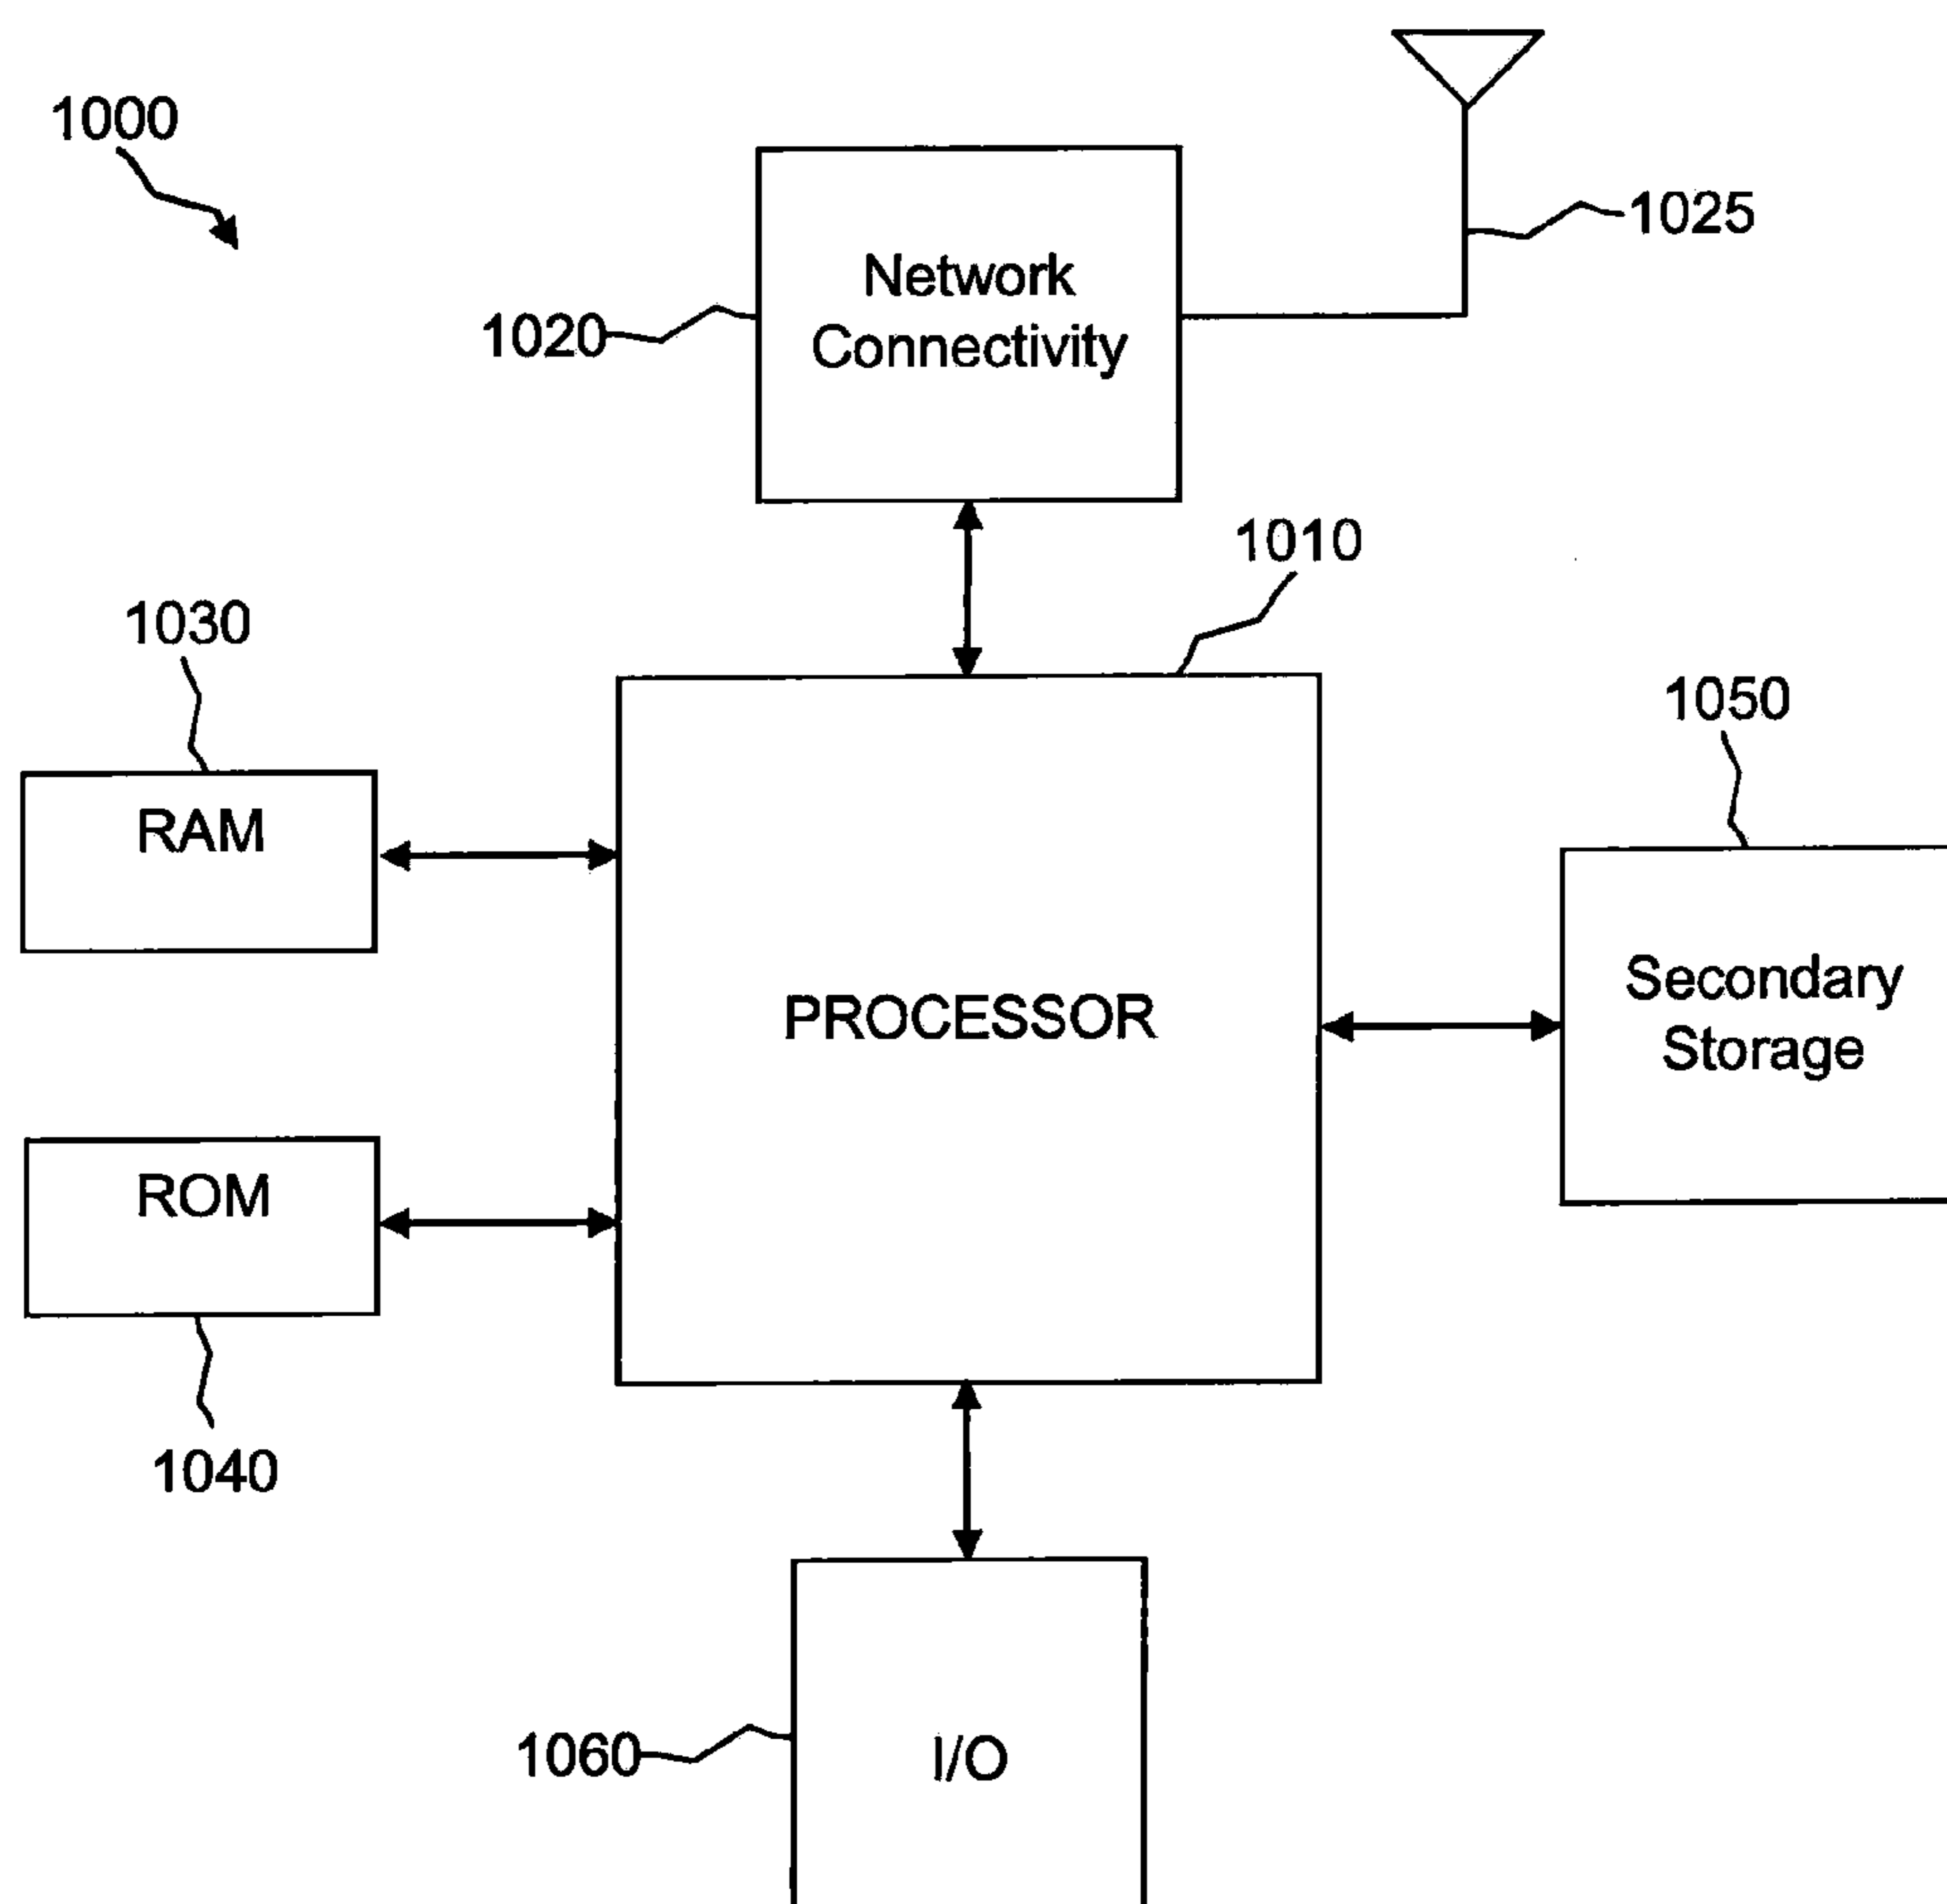 1000
1025
Network
Connectivity
1020
1010
1030
1050
RAM
Secondary
Storage
PROCESSOR
ROM
1040
1060
I/O